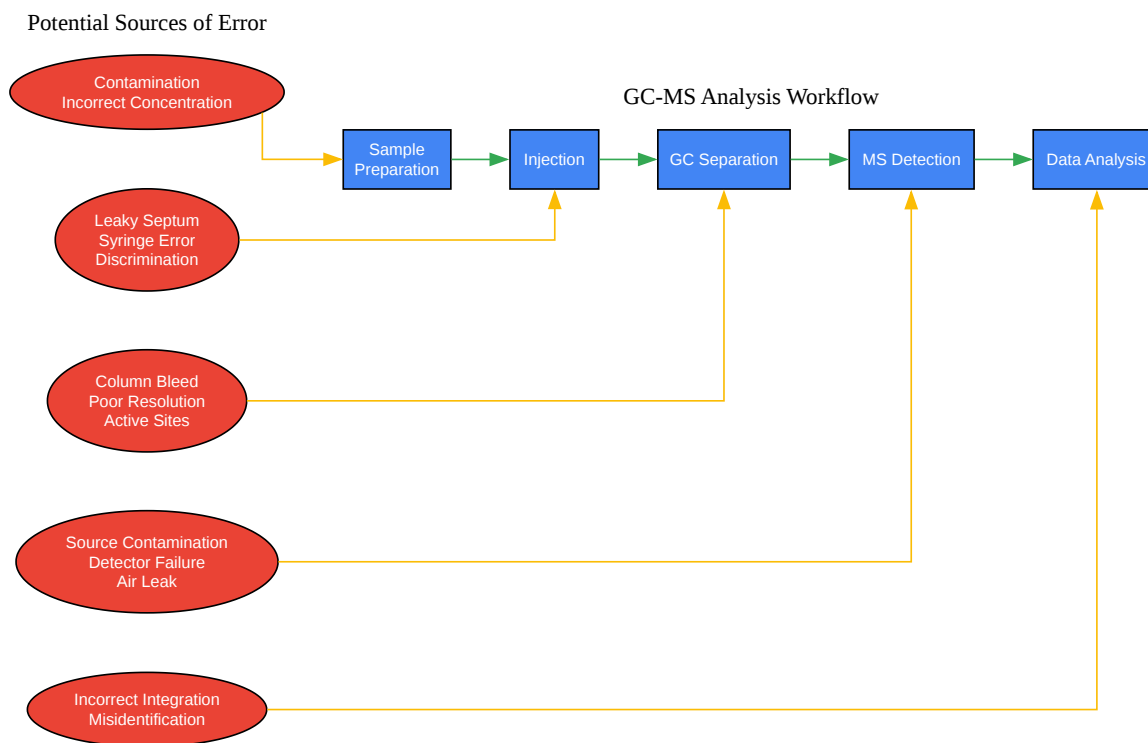 Potential Sources of Error
Contamination
Incorrect Concentration
GC-MS Analysis Workflow
Sample
Preparation
Injection
GC Separation
MS Detection
Data Analysis
Leaky Septum
Syringe Error
Discrimination
Column Bleed
Poor Resolution
Active Sites
Source Contamination
Detector Failure
Air Leak
Incorrect Integration
Misidentification